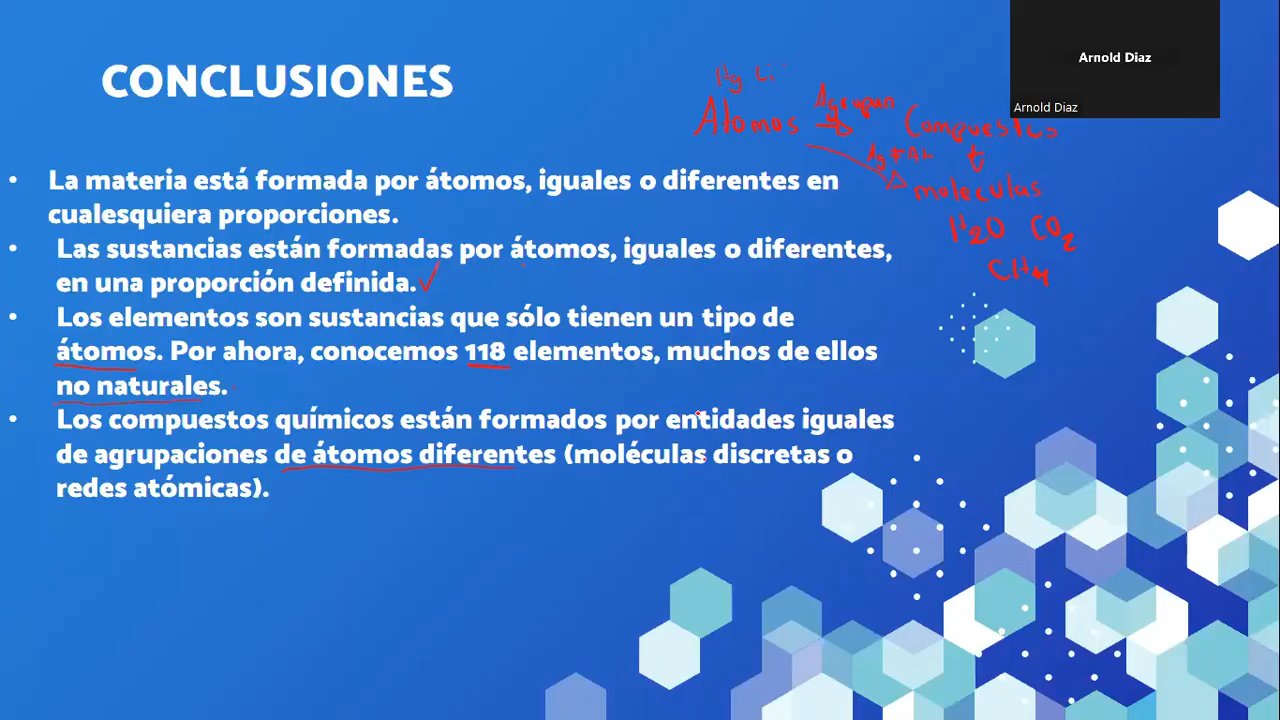 Arnold Diaz
Arnold Diaz
CONCLUSIONES
Hg Li
Atomos Agrupan Compuestos
moleculas
H2O CO2
CH4
• La materia está formada por átomos, iguales o diferentes en
cualesquiera proporciones.
• Las sustancias están formadas por átomos, iguales o diferentes,
en una proporción definida.
• Los elementos son sustancias que sólo tienen un tipo de
átomos. Por ahora, conocemos 118 elementos, muchos de ellos
no naturales.
• Los compuestos químicos están formados por entidades iguales
de agrupaciones de átomos diferentes (moléculas discretas o
redes atómicas).